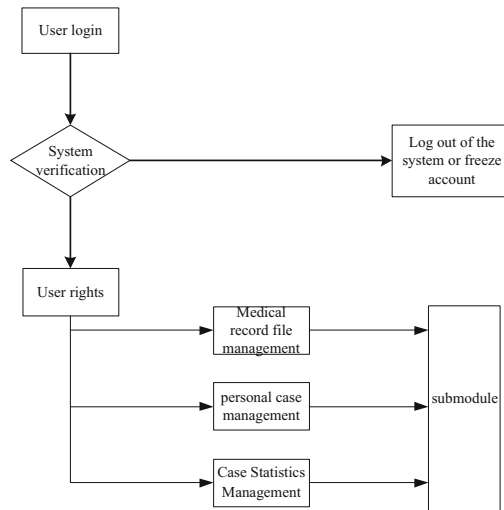 User login
System
verification
Log out of the
system or freeze
account
User rights
Medical
record file
management
personal case
management
Case Statistics
Management
submodule